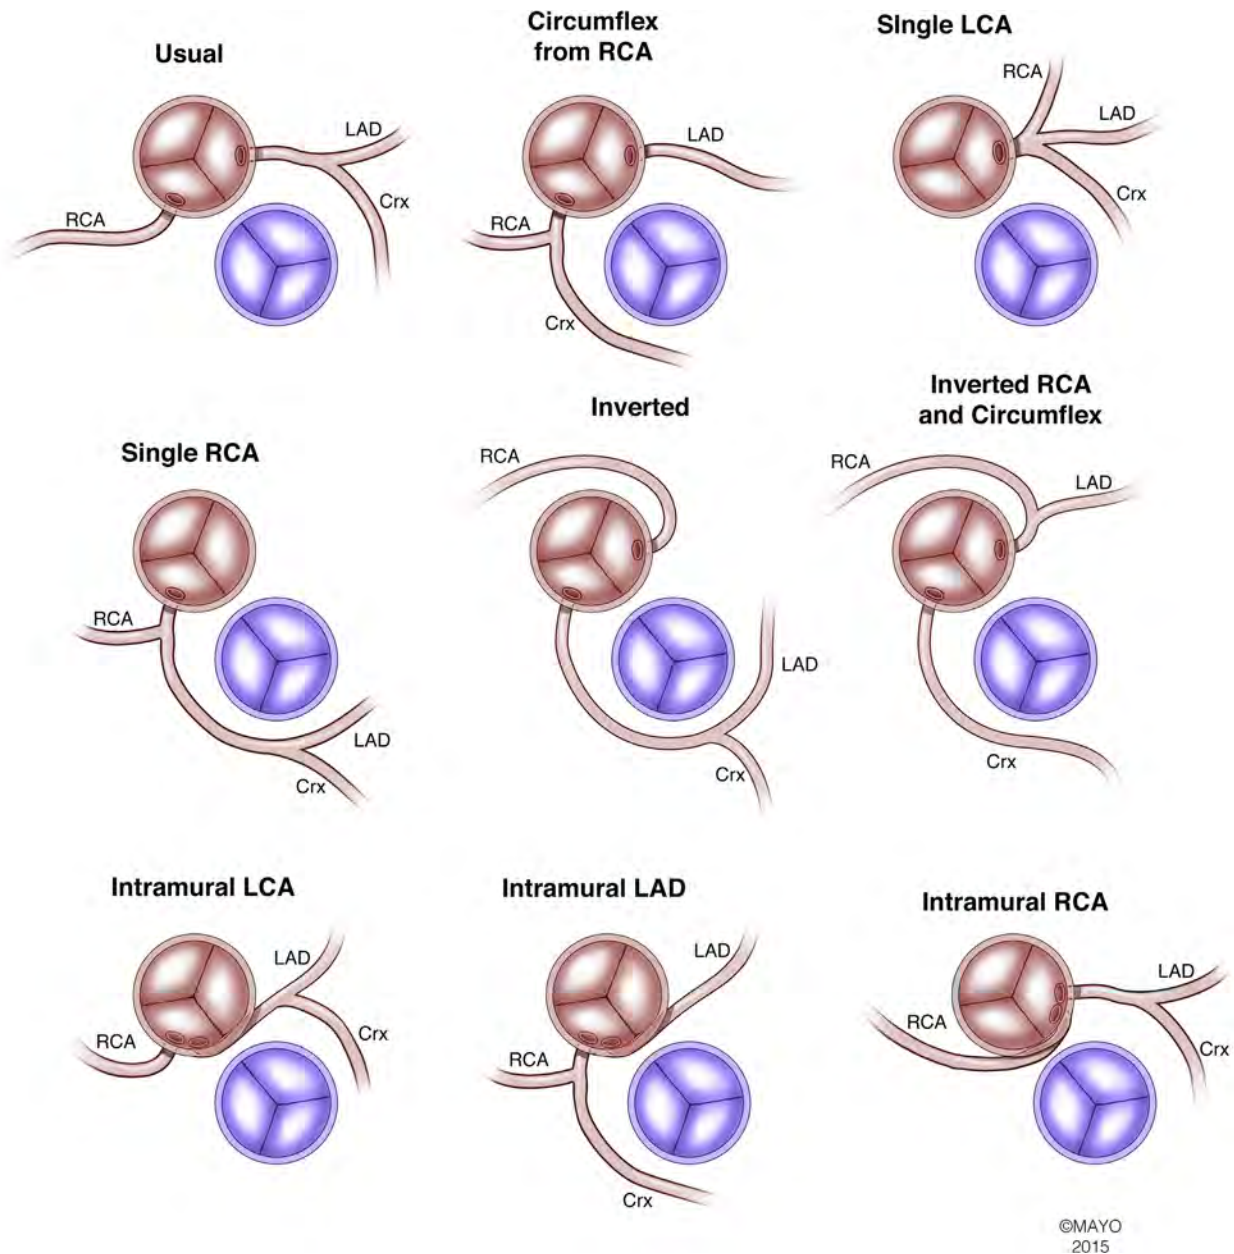 Usual
LAD
Crx
RCA
Circumflex
from RCA
LAD
RCA
Crx
SIngle LCA
RCA
LAD
Crx
Single RCA
RCA
LAD
Crx
Inverted
RCA
LAD
Crx
Inverted RCA
and Circumflex
RCA
LAD
Crx
Intramural LCA
LAD
RCA
Crx
Intramural LAD
LAD
RCA
Crx
Intramural RCA
LAD
RCA
Crx
©MAYO
2015